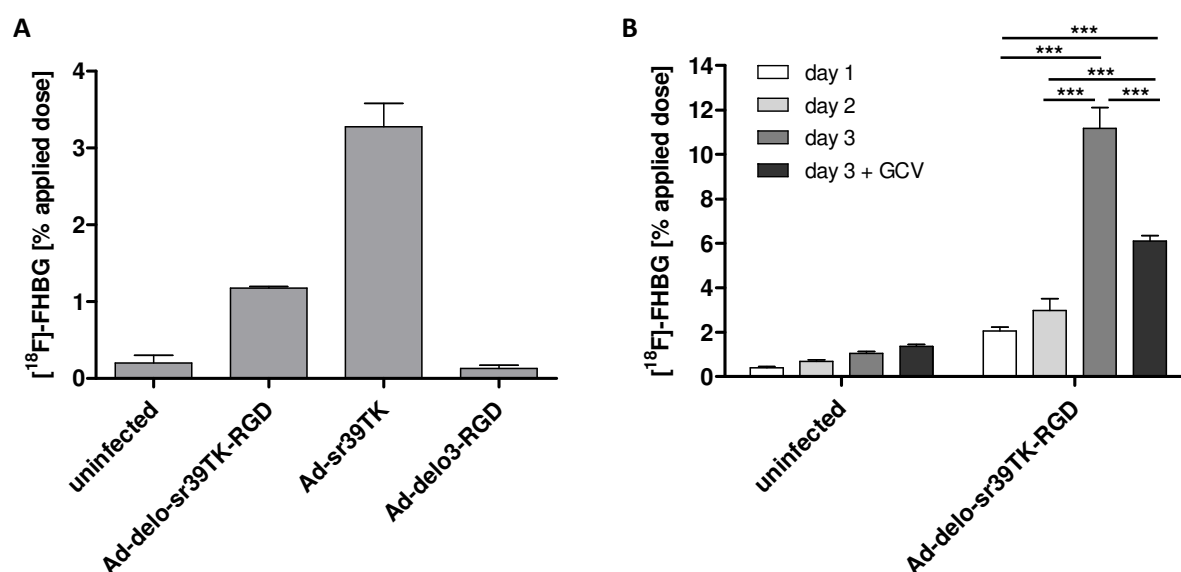 A
[¹⁸F]-FHBG [% applied dose]
4
3
2
1
0
uninfected
Ad-delo-sr39TK-RGD
Ad-sr39TK
Ad-delo3-RGD
B
[¹⁸F]-FHBG [% applied dose]
14
12
10
8
6
4
2
0
day 1
day 2
day 3
day 3 + GCV
***
***
***
*** ***
uninfected
Ad-delo-sr39TK-RGD